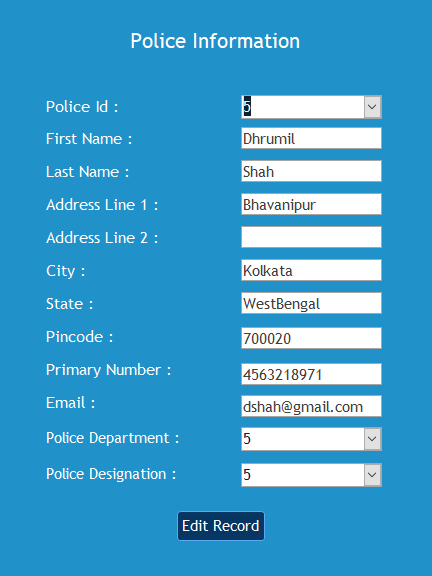 Police Information
Police Id : 5
First Name : Dhrumil
Last Name : Shah
Address Line 1 : Bhavanipur
Address Line 2 :
City : Kolkata
State : WestBengal
Pincode : 700020
Primary Number : 4563218971
Email : dshah@gmail.com
Police Department : 5
Police Designation : 5
Edit Record